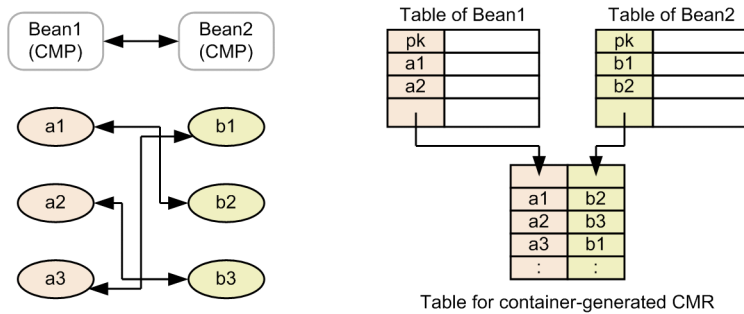 Bean1
(CMP)
Bean2
(CMP)
a1
b1
a2
b2
a3
b3
Table of Bean1
pk
a1
a2
Table of Bean2
pk
b1
b2
a1 b2
a2 b3
a3 b1
: :
Table for container-generated CMR